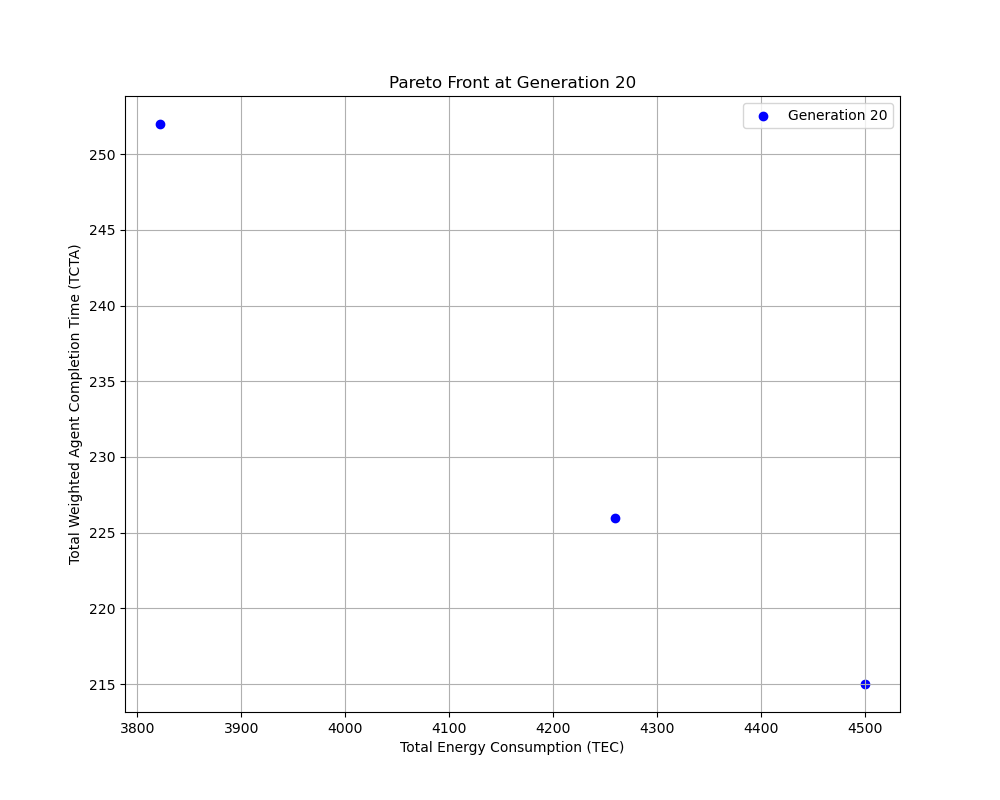 Pareto Front at Generation 20
Generation 20
Total Weighted Agent Completion Time (TCTA)
250
245
240
235
230
225
220
215
3800 3900 4000 4100 4200 4300 4400 4500
Total Energy Consumption (TEC)